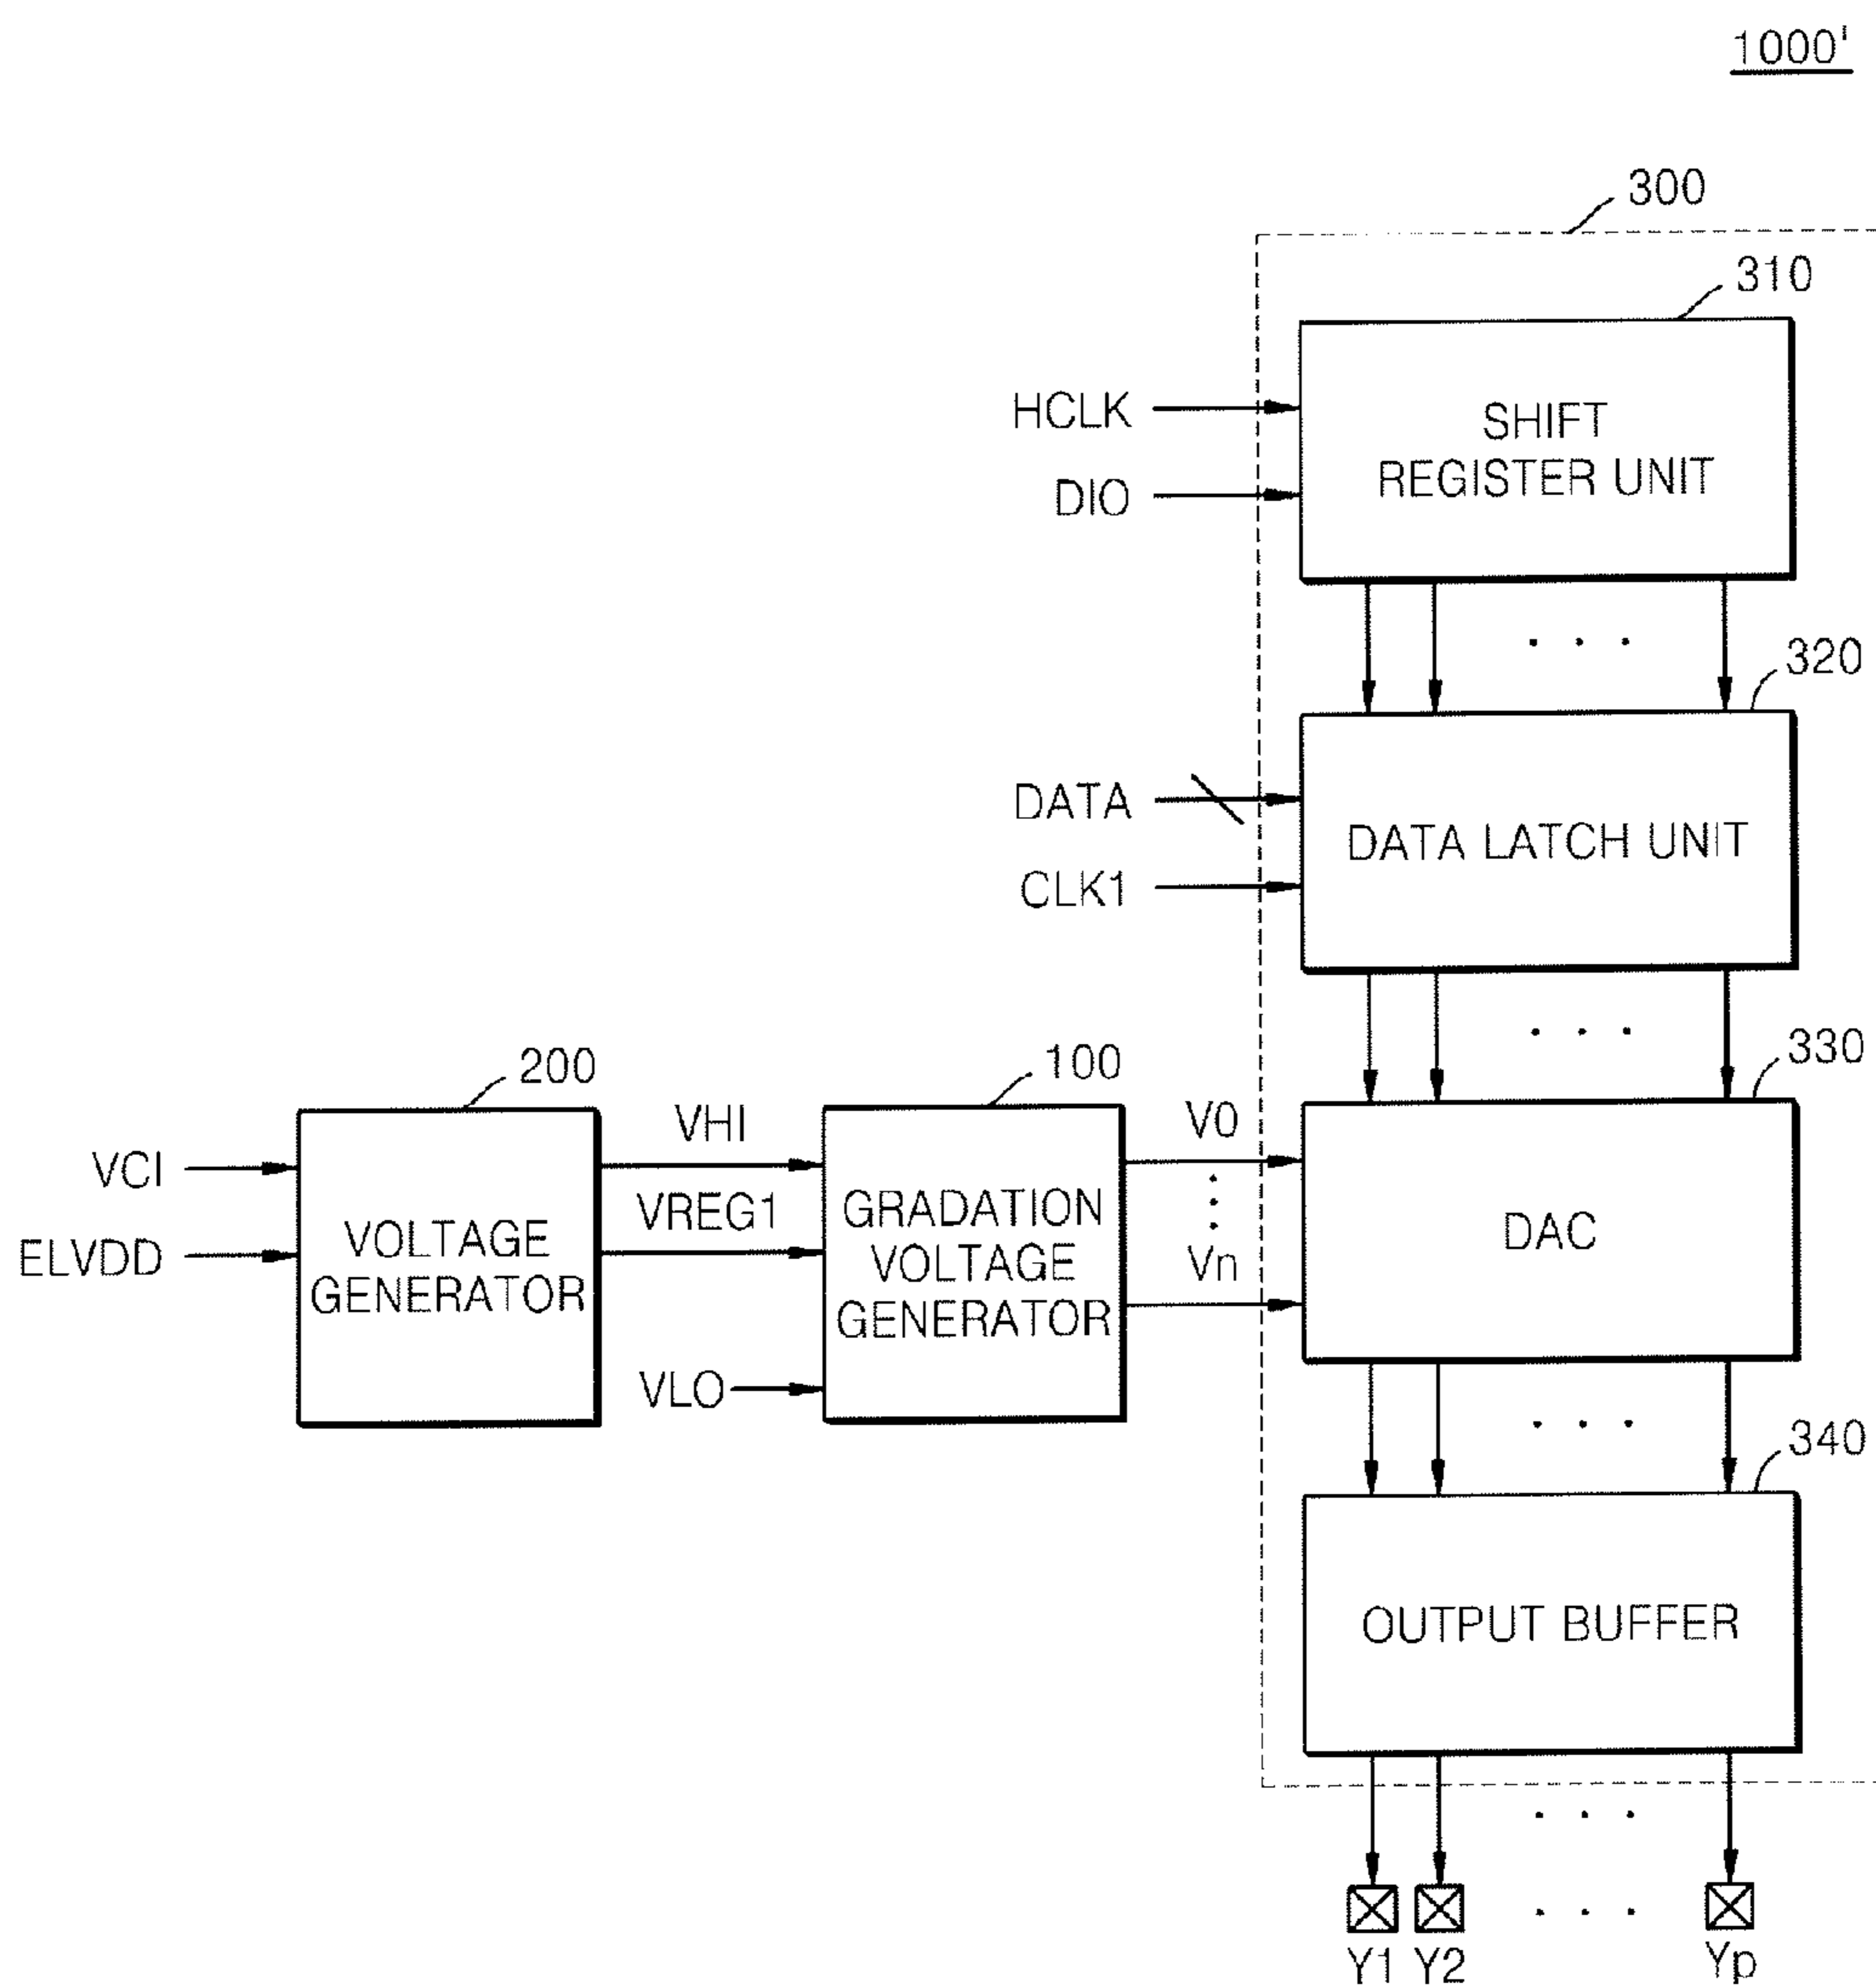 1000'
300
310
HCLK
DIO
SHIFT
REGISTER UNIT
320
DATA
CLK1
DATA LATCH UNIT
330
200
100
VCI
ELVDD
VOLTAGE
GENERATOR
VHI
VREG1
VLO
GRADATION
VOLTAGE
GENERATOR
V0
Vn
DAC
340
OUTPUT BUFFER
Y1 Y2 Yp